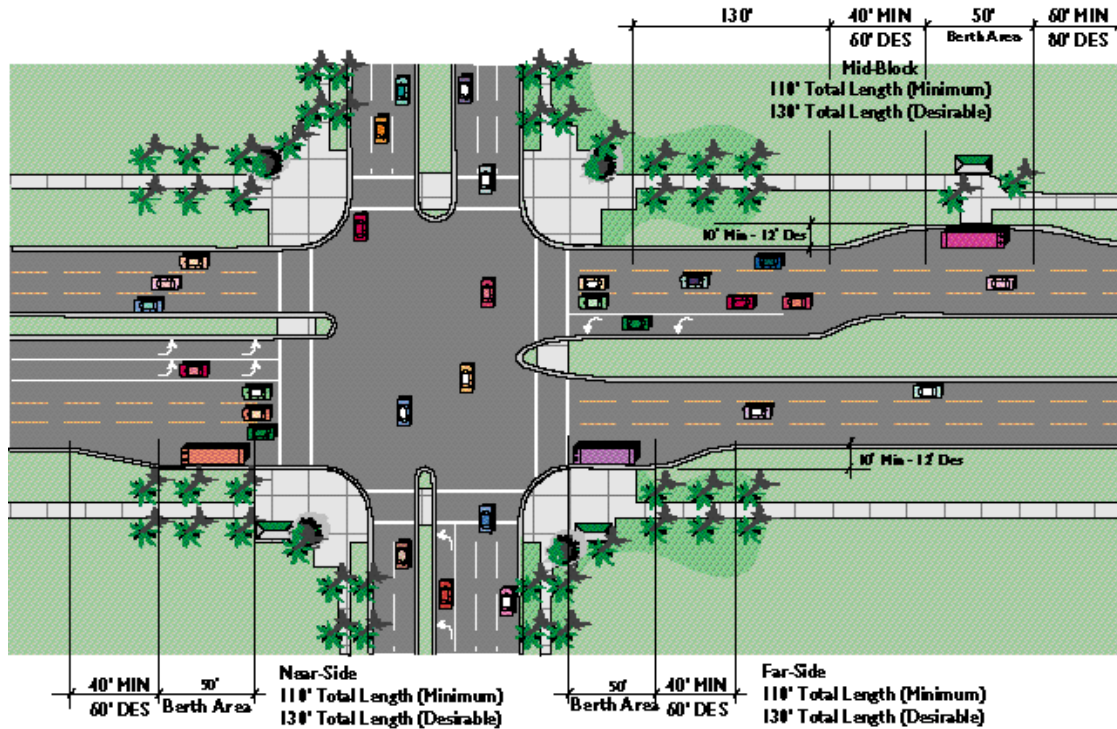 130' 40' MIN 50' 60' MIN
60' DES Berth Area 80' DES
Mid-Block
110' Total Length (Minimum)
130' Total Length (Desirable)
10' Min - 12' Des
10' Min - 12' Des
40' MIN 50'
60' DES Berth Area
Near-Side
110' Total Length (Minimum)
130' Total Length (Desirable)
50' 40' MIN
Berth Area 60' DES
Far-Side
110' Total Length (Minimum)
130' Total Length (Desirable)